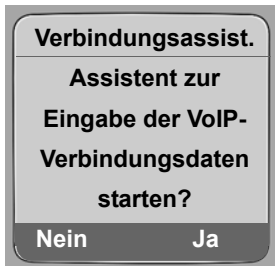 Verbindungsassist.
Assistent zur
Eingabe der VoIP-
Verbindungsdaten
starten?
Nein Ja